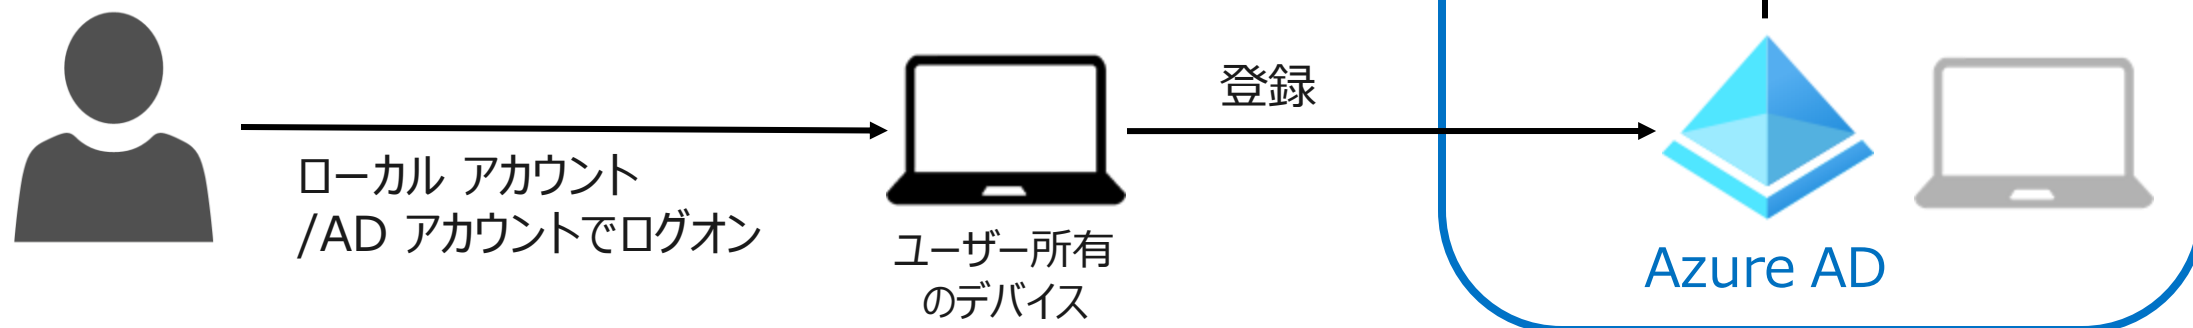 登録
ローカル アカウント
/AD アカウントでログオン
ユーザー所有
のデバイス
Azure AD